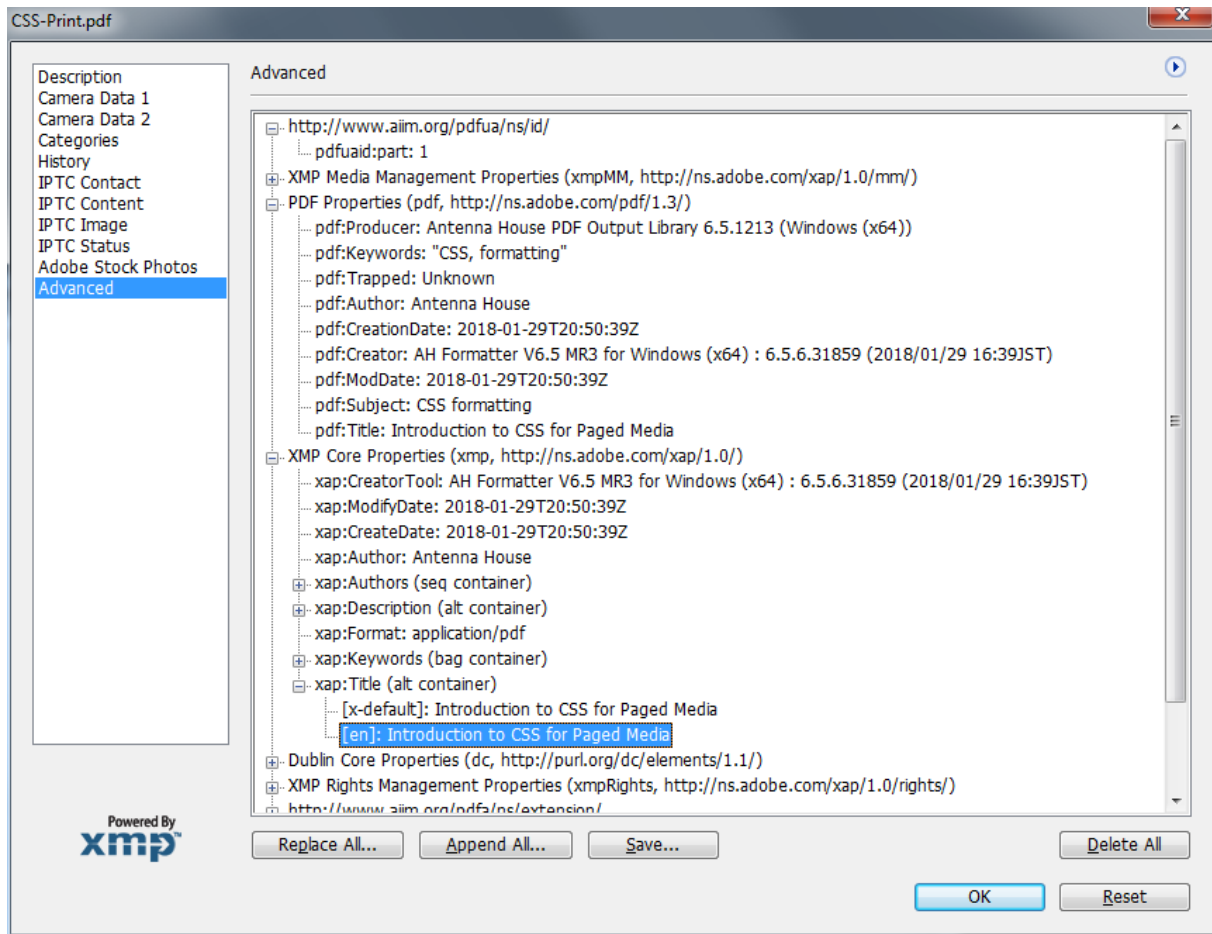 CSS-Print.pdf
x
Description
Camera Data 1
Camera Data 2
Categories
History
IPTC Contact
IPTC Content
IPTC Image
IPTC Status
Adobe Stock Photos
Advanced
Powered By
xmp™
Advanced
http://www.aiim.org/pdfua/ns/id/
pdfuaid:part: 1
XMP Media Management Properties (xmpMM, http://ns.adobe.com/xap/1.0/mm/)
PDF Properties (pdf, http://ns.adobe.com/pdf/1.3/)
pdf:Producer: Antenna House PDF Output Library 6.5.1213 (Windows (x64))
pdf:Keywords: "CSS, formatting"
pdf:Trapped: Unknown
pdf:Author: Antenna House
pdf:CreationDate: 2018-01-29T20:50:39Z
pdf:Creator: AH Formatter V6.5 MR3 for Windows (x64) : 6.5.6.31859 (2018/01/29 16:39JST)
pdf:ModDate: 2018-01-29T20:50:39Z
pdf:Subject: CSS formatting
pdf:Title: Introduction to CSS for Paged Media
XMP Core Properties (xmp, http://ns.adobe.com/xap/1.0/)
xap:CreatorTool: AH Formatter V6.5 MR3 for Windows (x64) : 6.5.6.31859 (2018/01/29 16:39JST)
xap:ModifyDate: 2018-01-29T20:50:39Z
xap:CreateDate: 2018-01-29T20:50:39Z
xap:Author: Antenna House
xap:Authors (seq container)
xap:Description (alt container)
xap:Format: application/pdf
xap:Keywords (bag container)
xap:Title (alt container)
[x-default]: Introduction to CSS for Paged Media
[en]: Introduction to CSS for Paged Media
Dublin Core Properties (dc, http://purl.org/dc/elements/1.1/)
XMP Rights Management Properties (xmpRights, http://ns.adobe.com/xap/1.0/rights/)
http://www.aiim.org/pdfa/ns/extension/
Replace All...
Append All...
Save...
Delete All
OK
Reset